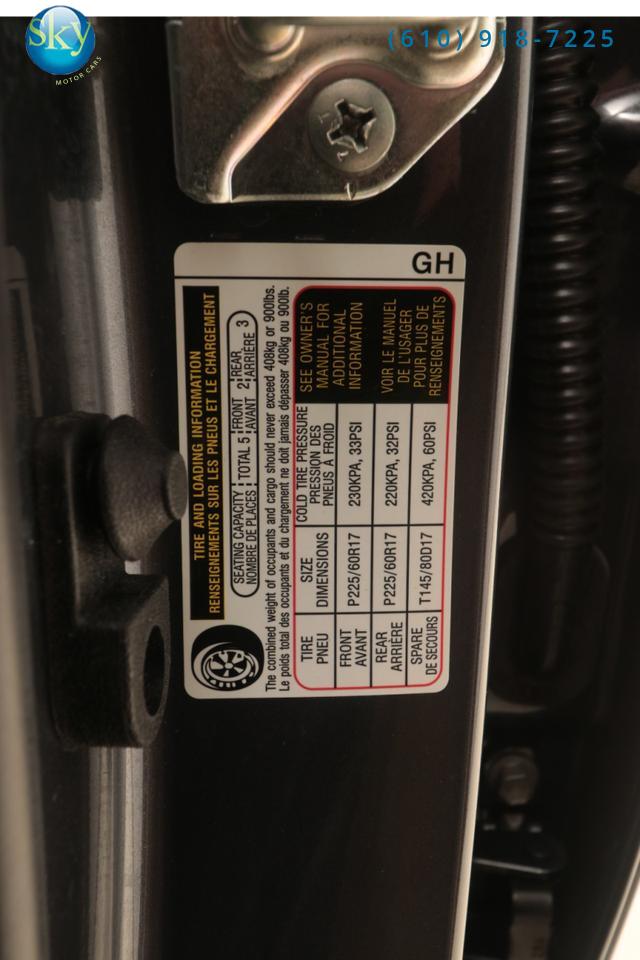 Sky
MOTOR CARS
(610) 918-7225
GH
TIRE AND LOADING INFORMATION
RENSEIGNEMENTS SUR LES PNEUS ET LE CHARGEMENT
SEATING CAPACITY TOTAL 5 FRONT 2 REAR 3
NOMBRE DE PLACES AVANT ARRIÈRE
The combined weight of occupants and cargo should never exceed 408kg or 900lbs.
Le poids total des occupants et du chargement ne doit jamais dépasser 408kg ou 900lb.
TIRE SIZE COLD TIRE PRESSURE SEE OWNER'S
PNEU DIMENSIONS PRESSION DES MANUAL FOR
PNEUS À FROID ADDITIONAL
INFORMATION
FRONT P225/60R17 230KPA, 33PSI
AVANT
REAR P225/60R17 220KPA, 32PSI VOIR LE MANUEL
ARRIÈRE DE L'USAGER
SPARE T145/80D17 420KPA, 60PSI POUR PLUS DE
DE SECOURS RENSEIGNEMENTS